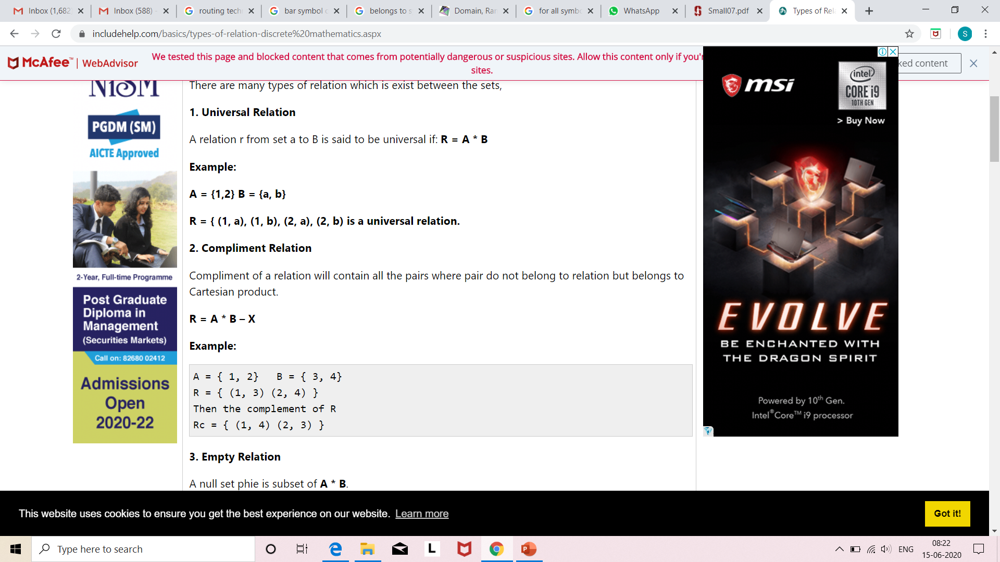 Inbox (1,682
Inbox (588) -
routing tech
bar symbol
belongs to s
Domain, Ran
for all symbo
WhatsApp
Small07.pdf
Types of Rel
includehelp.com/basics/types-of-relation-discrete%20mathematics.aspx
S
McAfee™ | WebAdvisor
We tested this page and blocked content that comes from potentially dangerous or suspicious sites. Allow this content only if you'r
sites.
ked content
NISM
PGDM (SM)
AICTE Approved
2-Year, Full-time Programme
Post Graduate
Diploma in
Management
(Securities Markets)
Call on: 82680 02412
Admissions
Open
2020-22
There are many types of relation which is exist between the sets,
1. Universal Relation
A relation r from set a to B is said to be universal if: R = A * B
Example:
A = {1,2} B = {a, b}
R = { (1, a), (1, b), (2, a), (2, b) is a universal relation.
2. Compliment Relation
Compliment of a relation will contain all the pairs where pair do not belong to relation but belongs to
Cartesian product.
R = A * B – X
Example:
A = { 1, 2}   B = { 3, 4}
R = { (1, 3) (2, 4) }
Then the complement of R
Rc = { (1, 4) (2, 3) }
3. Empty Relation
A null set phie is subset of A * B.
msi
intel
CORE i9
10TH GEN
> Buy Now
EVOLVE
BE ENCHANTED WITH
THE DRAGON SPIRIT
Powered by 10th Gen.
Intel® Core™ i9 processor
This website uses cookies to ensure you get the best experience on our website. Learn more
Got it!
Type here to search
L
P
ENG
08:22
15-06-2020